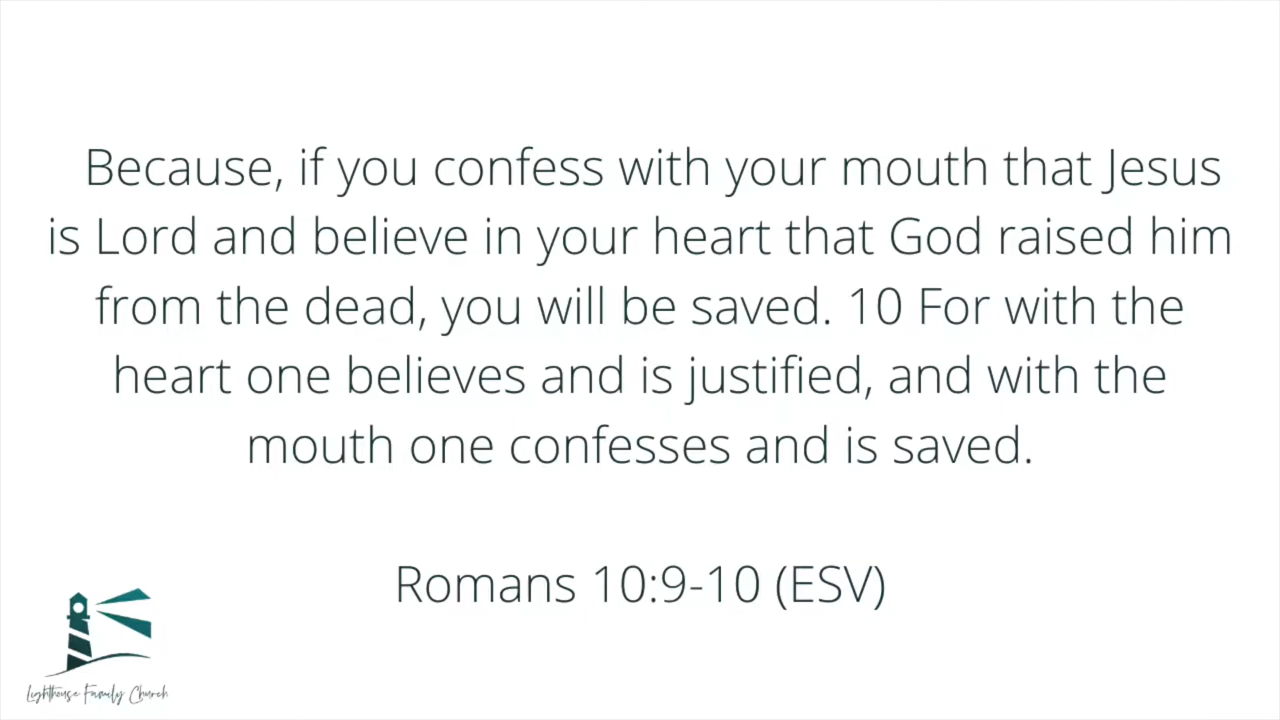 Because, if you confess with your mouth that Jesus
is Lord and believe in your heart that God raised him
from the dead, you will be saved. 10 For with the
heart one believes and is justified, and with the
mouth one confesses and is saved.
Romans 10:9-10 (ESV)
Lighthouse Family Church